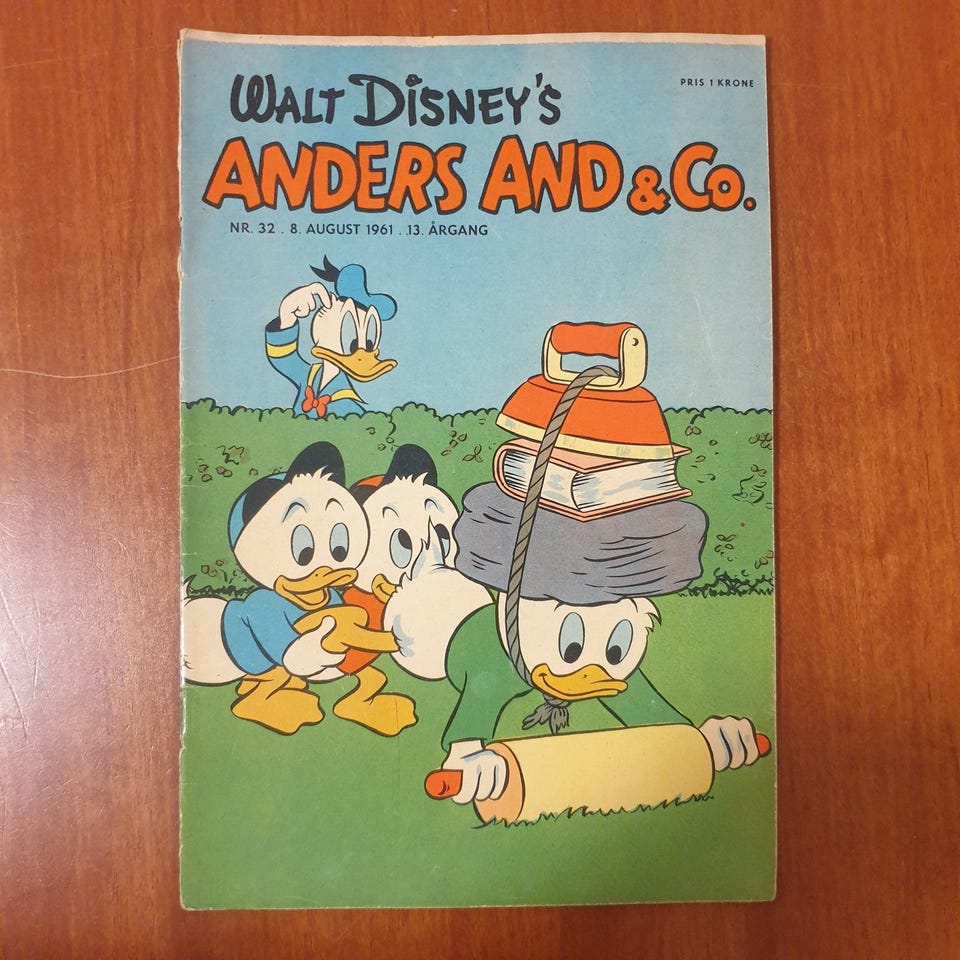 WALT DISNEY'S
PRIS 1 KRONE
ANDERS AND & CO.
NR. 32 . 8. AUGUST 1961 . .13. ÅRGANG